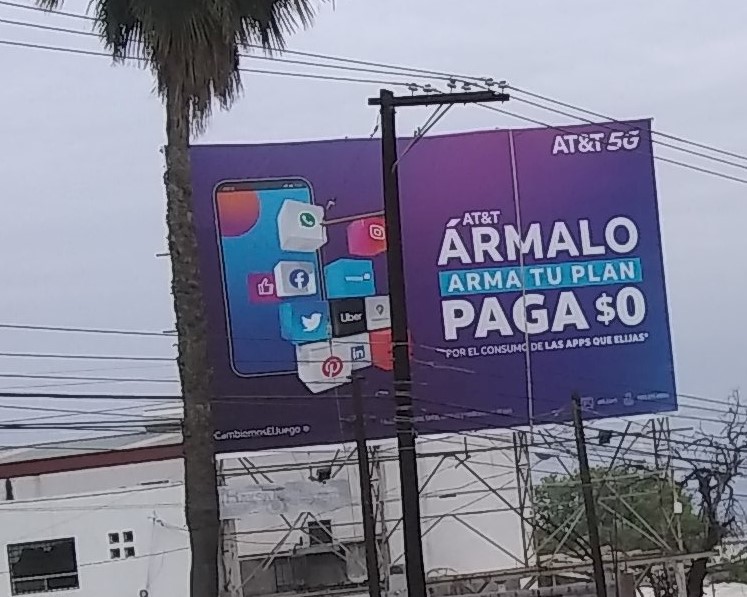 AT&T 5G
AT&T
ÁRMALO
ARMA TU PLAN
PAGA $0
POR EL CONSUMO DE LAS APPS QUE ELIJAS*
Uber
in
CambiemosElJuego